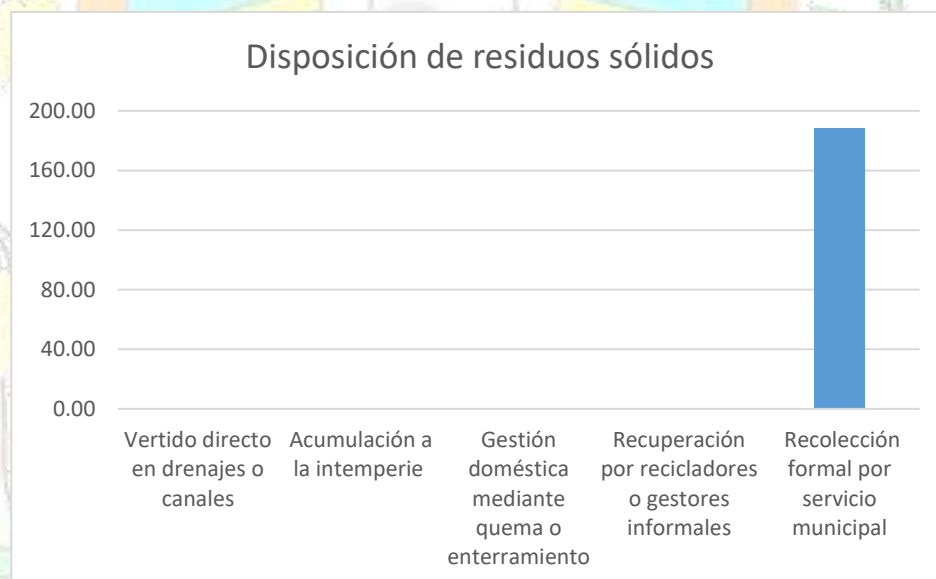 Disposición de residuos sólidos
200.00
160.00
120.00
80.00
40.00
0.00
Vertido directo
en drenajes o
canales
Acumulación a
la intemperie
Gestión
doméstica
mediante
quema o
enterramiento
Recuperación
por recicladores
o gestores
informales
Recolección
formal por
servicio
municipal